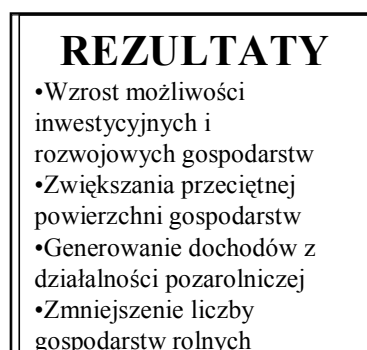 REZULTATY
•Wzrost możliwości
inwestycyjnych i
rozwojowych gospodarstw
•Zwiększania przeciętnej
powierzchni gospodarstw
•Generowanie dochodów z
działalności pozarolniczej
•Zmniejszenie liczby
gospodarstw rolnych